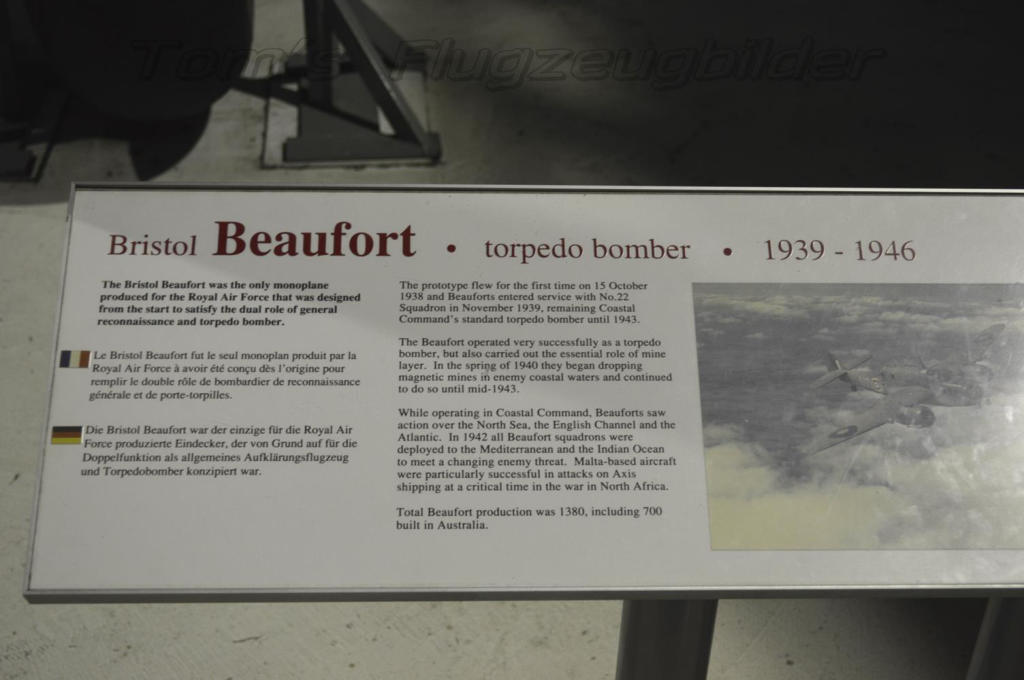 Tom's Flugzeugbilder
Bristol Beaufort • torpedo bomber • 1939 - 1946
The Bristol Beaufort was the only monoplane
produced for the Royal Air Force that was designed
from the start to satisfy the dual role of general
reconnaissance and torpedo bomber.
Le Bristol Beaufort fut le seul monoplan produit par la
Royal Air Force à avoir été conçu dès l'origine pour
remplir le double rôle de bombardier de reconnaissance
générale et de porte-torpilles.
Die Bristol Beaufort war der einzige für die Royal Air
Force produzierte Eindecker, der von Grund auf für die
Doppelfunktion als allgemeines Aufklärungsflugzeug
und Torpedobomber konzipiert war.
The prototype flew for the first time on 15 October
1938 and Beauforts entered service with No.22
Squadron in November 1939, remaining Coastal
Command's standard torpedo bomber until 1943.
The Beaufort operated very successfully as a torpedo
bomber, but also carried out the essential role of mine
layer. In the spring of 1940 they began dropping
magnetic mines in enemy coastal waters and continued
to do so until mid-1943.
While operating in Coastal Command, Beauforts saw
action over the North Sea, the English Channel and the
Atlantic. In 1942 all Beaufort squadrons were
deployed to the Mediterranean and the Indian Ocean
to meet a changing enemy threat. Malta-based aircraft
were particularly successful in attacks on Axis
shipping at a critical time in the war in North Africa.
Total Beaufort production was 1380, including 700
built in Australia.